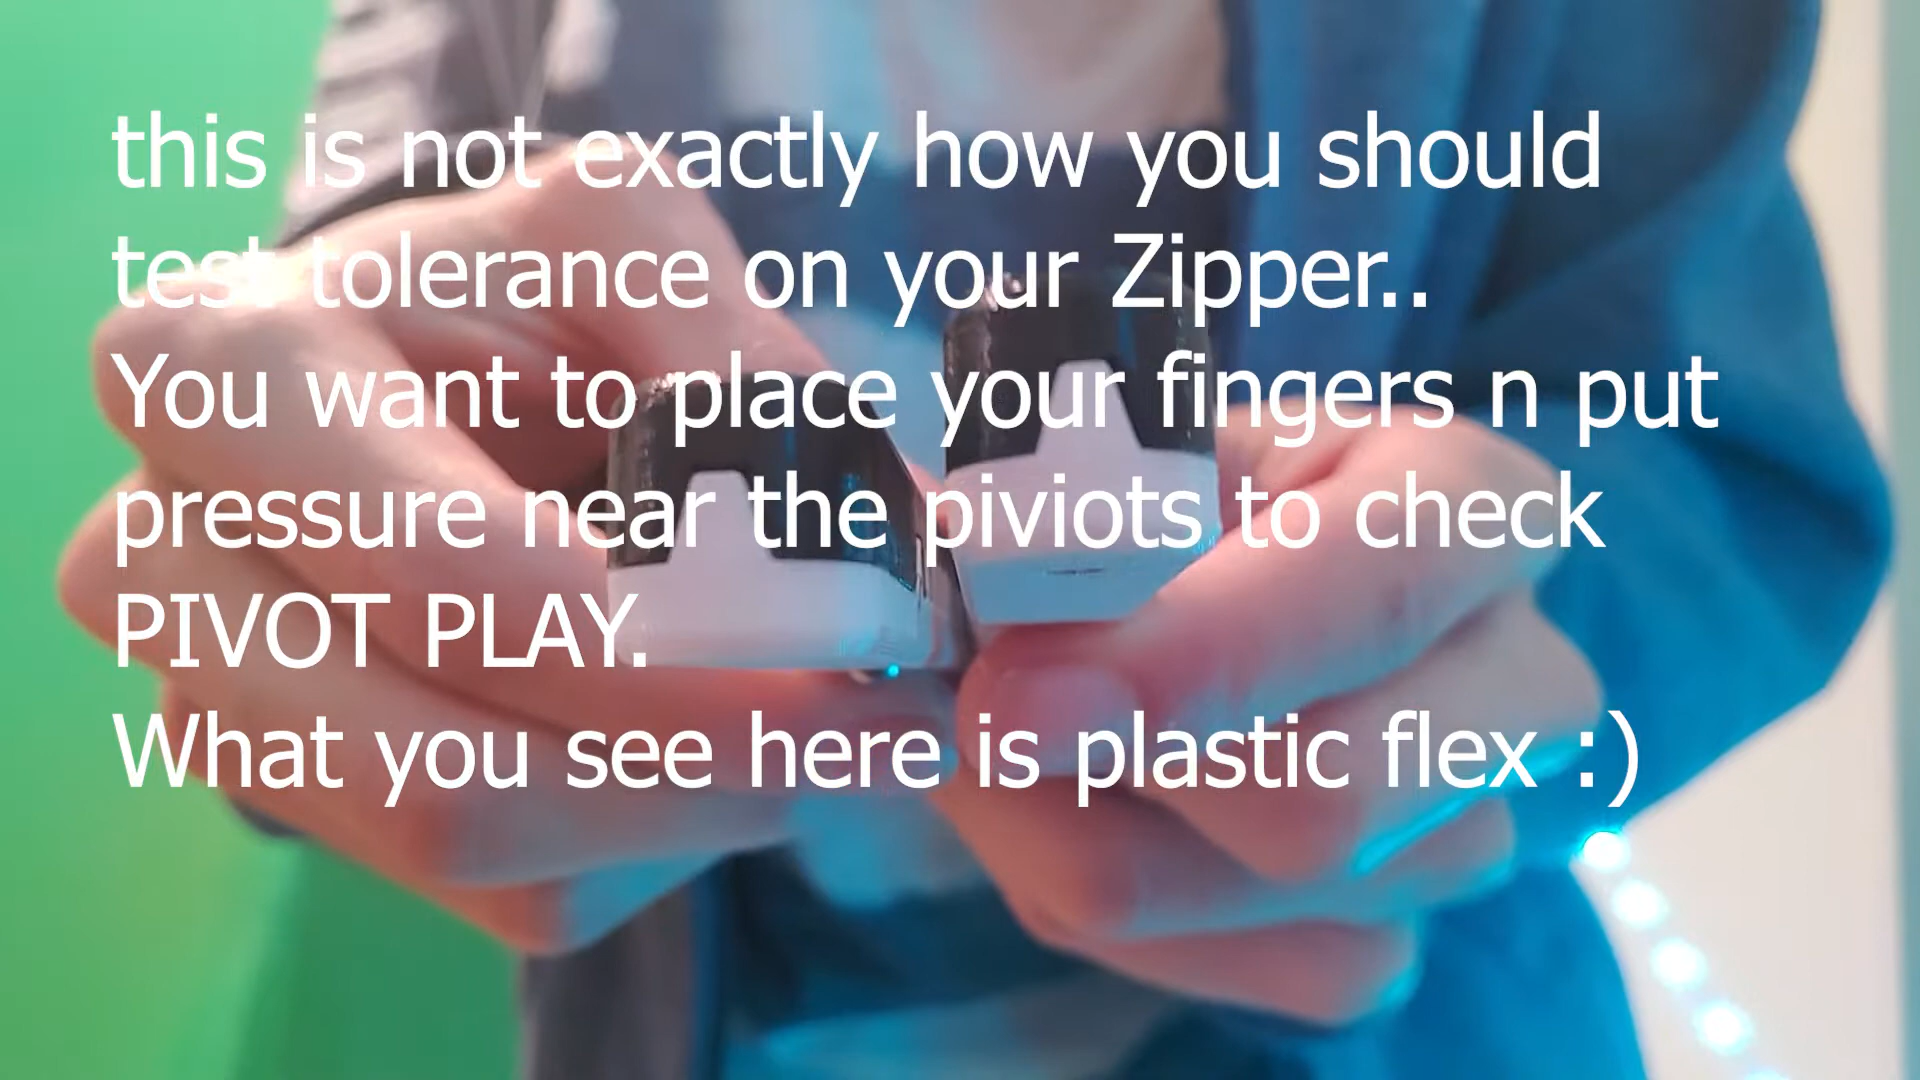 this is not exactly how you should
test tolerance on your Zipper..
You want to place your fingers n put
pressure near the piviots to check
PIVOT PLAY.
What you see here is plastic flex :)